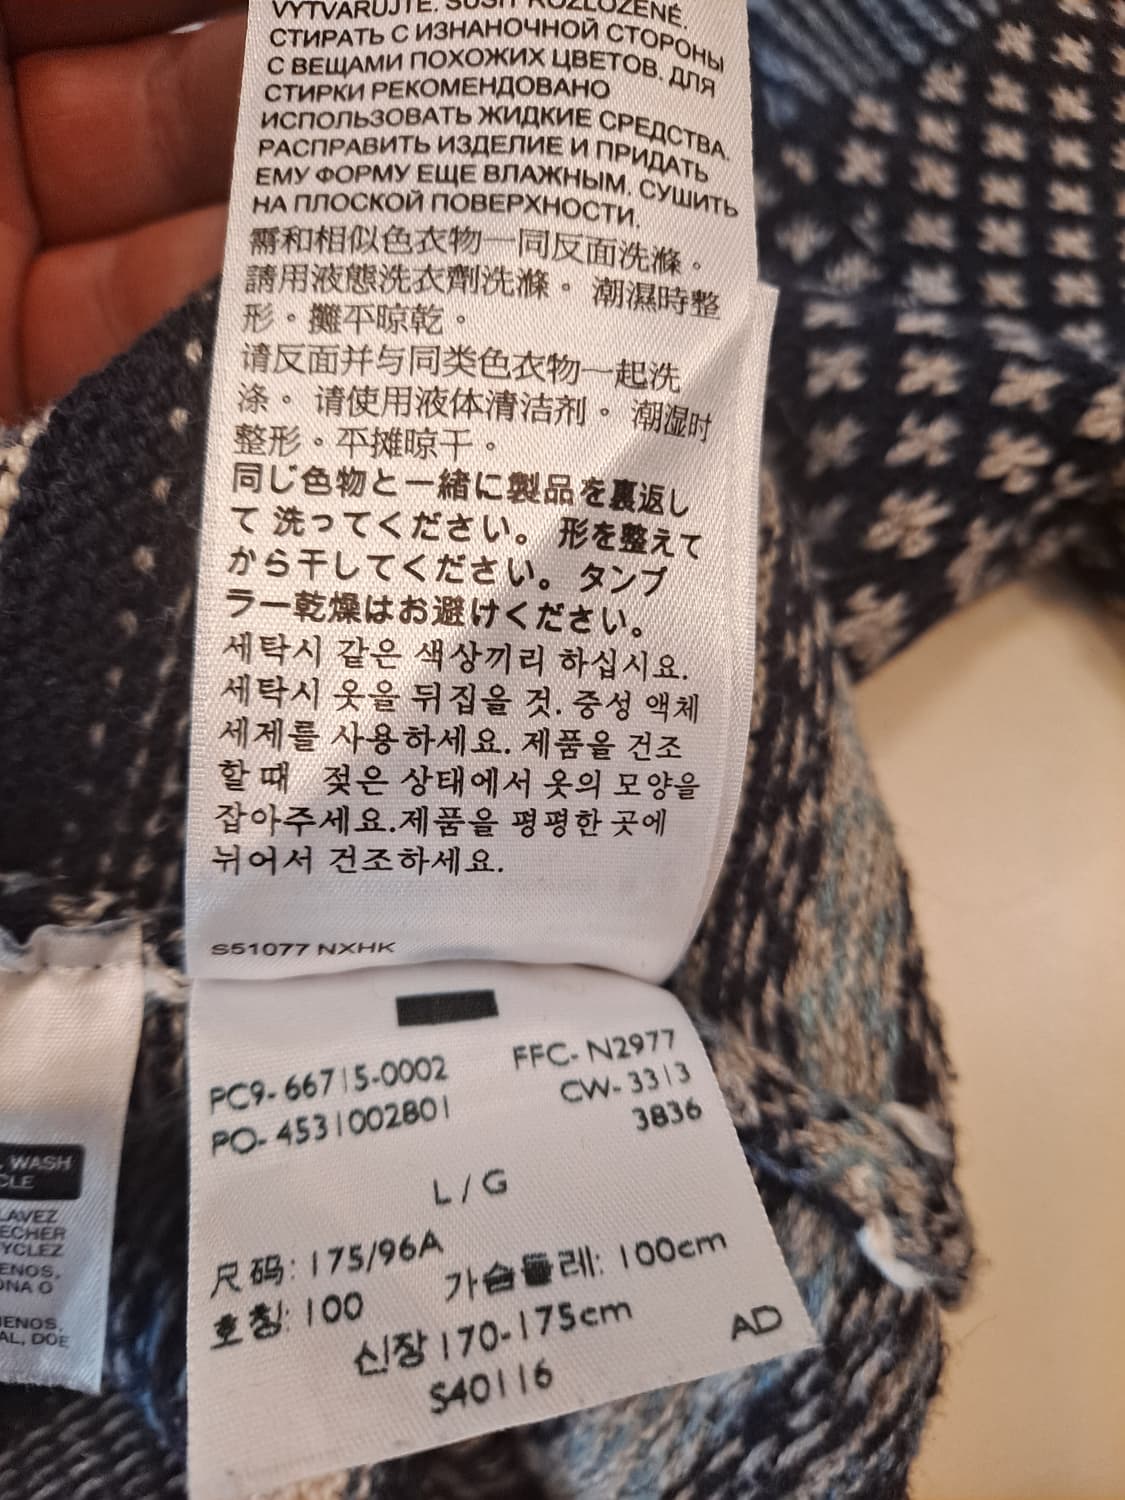 VYTVARUJTE. SUŠIT ROZLOŽENÉ.
СТИРАТЬ С ИЗНАНОЧНОЙ СТОРОНЫ
С ВЕЩАМИ ПОХОЖИХ ЦВЕТОВ. ДЛЯ
СТИРКИ РЕКОМЕНДОВАНО
ИСПОЛЬЗОВАТЬ ЖИДКИЕ СРЕДСТВА.
РАСПРАВИТЬ ИЗДЕЛИЕ И ПРИДАТЬ
ЕМУ ФОРМУ ЕЩЕ ВЛАЖНЫМ. СУШИТЬ
НА ПЛОСКОЙ ПОВЕРХНОСТИ.
需和相似色衣物一同反面洗滌。
請用液態洗衣劑洗滌。 潮濕時整
形。攤平晾乾。
请反面并与同类色衣物一起洗
涤。 请使用液体清洁剂。 潮湿时
整形。平摊晾干。
同じ色物と一緒に製品を裏返し
て 洗ってください。 形を整えて
から干してください。タンブ
ラー乾燥はお避けください。
세탁시 같은 색상끼리 하십시요.
세탁시 옷을 뒤집을 것. 중성 액체
세제를 사용하세요. 제품을 건조
할 때 젖은 상태에서 옷의 모양을
잡아주세요.제품을 평평한 곳에
뉘어서 건조하세요.
S51077 NXHK
PC9-66715-0002 FFC- N2977
PO- 4531002801 CW- 3313
3836
L / G
尺码: 175/96A 가슴둘레: 100cm
호칭: 100 신장 170-175cm AD
S40116
WASH
CLE
LAVEZ
ECHER
YCLEZ
ENOS,
ONA O
MENOS,
AL, DOE